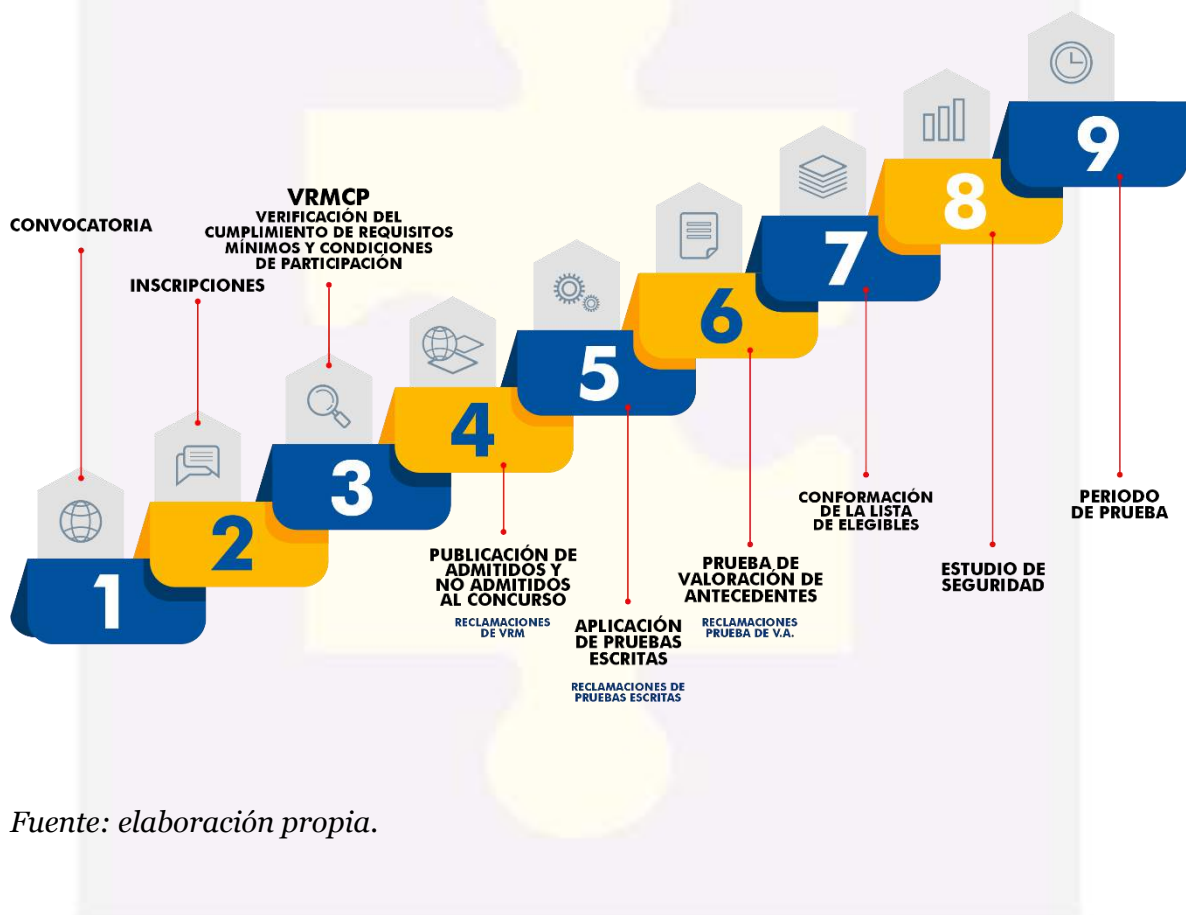 CONVOCATORIA
1
INSCRIPCIONES
2
VRMCP
VERIFICACIÓN DEL
CUMPLIMIENTO DE REQUISITOS
MÍNIMOS Y CONDICIONES
DE PARTICIPACIÓN
3
4
PUBLICACIÓN DE
ADMITIDOS Y
NO ADMITIDOS
AL CONCURSO
RECLAMACIONES
DE VRM
5
APLICACIÓN
DE PRUEBAS
ESCRITAS
RECLAMACIONES DE
PRUEBAS ESCRITAS
6
PRUEBA DE
VALORACIÓN DE
ANTECEDENTES
RECLAMACIONES
PRUEBA DE V.A.
7
CONFORMACIÓN
DE LA LISTA
DE ELEGIBLES
8
ESTUDIO DE
SEGURIDAD
9
PERIODO
DE PRUEBA
Fuente: elaboración propia.